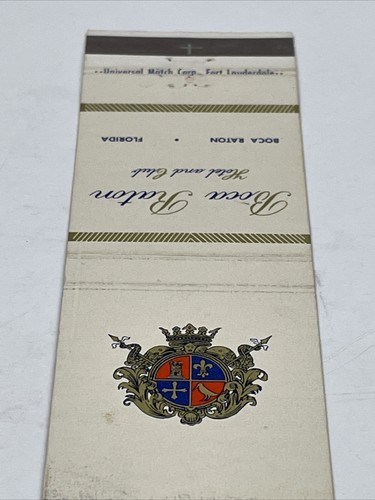 --Universal Match Corp., Fort Lauderdale--
Boca Raton
Hotel and Club
BOCA RATON • FLORIDA